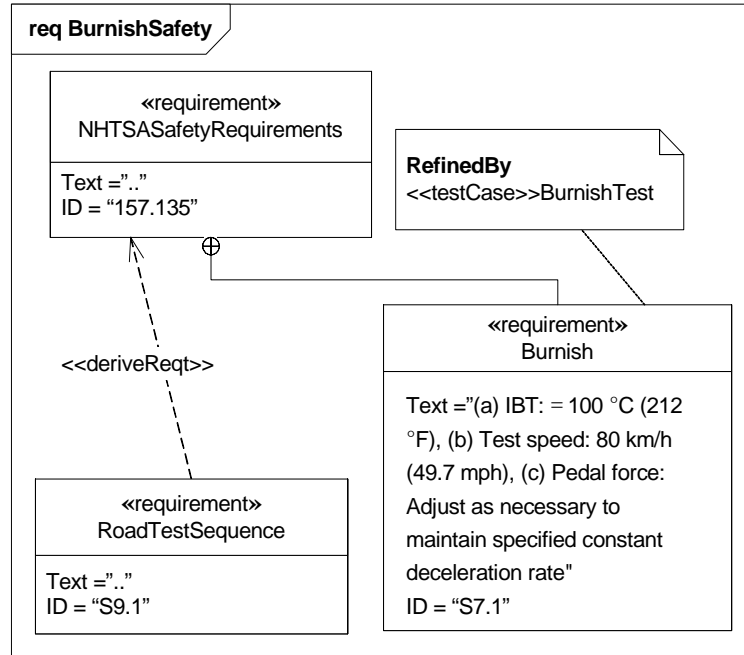 req BurnishSafety
«requirement»
NHTSASafetyRequirements
Text =”..”
ID = “157.135”
RefinedBy
<<testCase>>BurnishTest
<<deriveReqt>>
«requirement»
Burnish
Text =”(a) IBT: = 100 °C (212
°F), (b) Test speed: 80 km/h
(49.7 mph), (c) Pedal force:
Adjust as necessary to
maintain specified constant
deceleration rate"
ID = “S7.1”
«requirement»
RoadTestSequence
Text =”..”
ID = “S9.1”